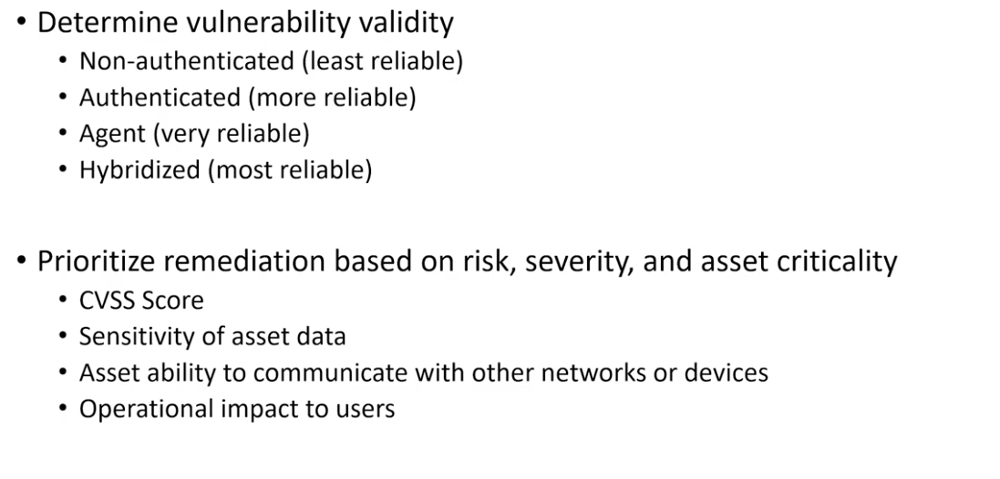 • Determine vulnerability validity
• Non-authenticated (least reliable)
• Authenticated (more reliable)
• Agent (very reliable)
• Hybridized (most reliable)
• Prioritize remediation based on risk, severity, and asset criticality
• CVSS Score
• Sensitivity of asset data
• Asset ability to communicate with other networks or devices
• Operational impact to users